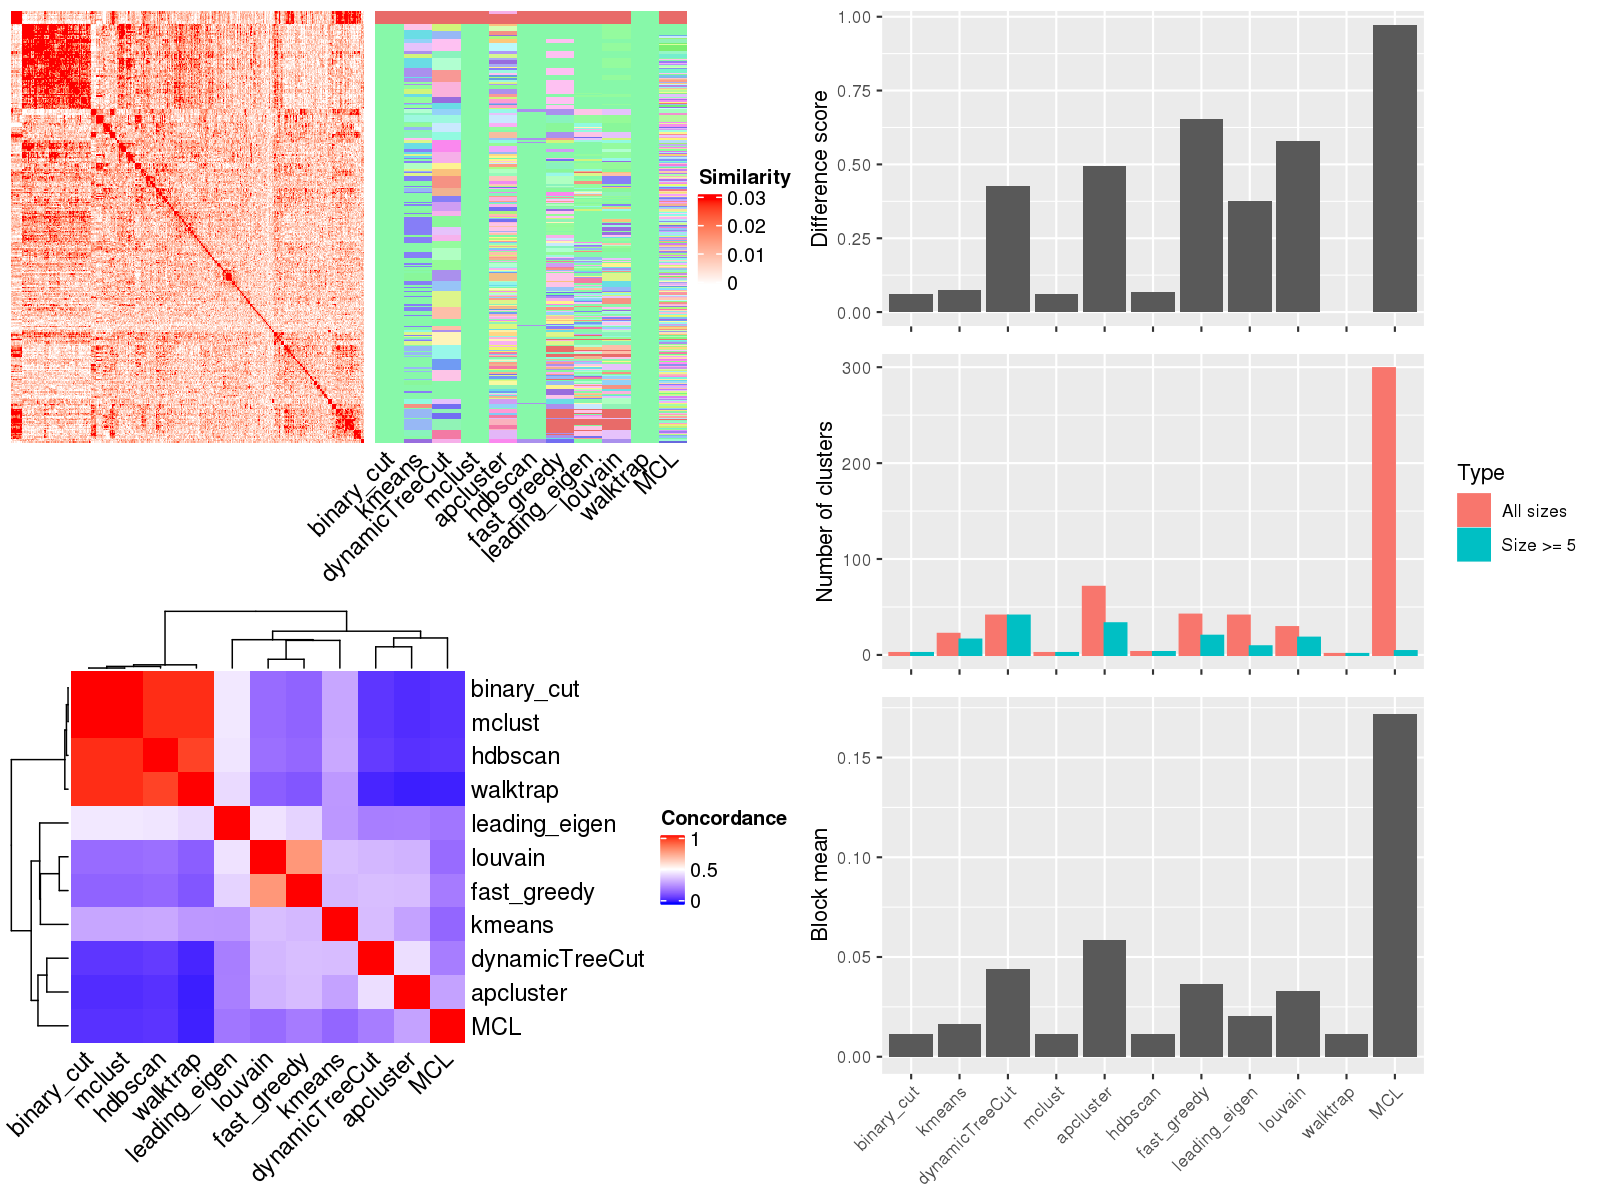 Similarity
0.03
0.02
0.01
0
binary_cut
kmeans
dynamicTreeCut
mclust
apcluster
hdbscan
fast_greedy
leading_eigen
louvain
walktrap
MCL
binary_cut
mclust
hdbscan
walktrap
leading_eigen
louvain
fast_greedy
kmeans
dynamicTreeCut
apcluster
MCL
Concordance
1
0.5
0
binary_cut
mclust
hdbscan
walktrap
leading_eigen
louvain
fast_greedy
kmeans
dynamicTreeCut
apcluster
MCL
Difference score
1.00
0.75
0.50
0.25
0.00
Number of clusters
300
200
100
0
Type
All sizes
Size >= 5
Block mean
0.15
0.10
0.05
0.00
binary_cut
kmeans
dynamicTreeCut
mclust
apcluster
hdbscan
fast_greedy
leading_eigen
louvain
walktrap
MCL